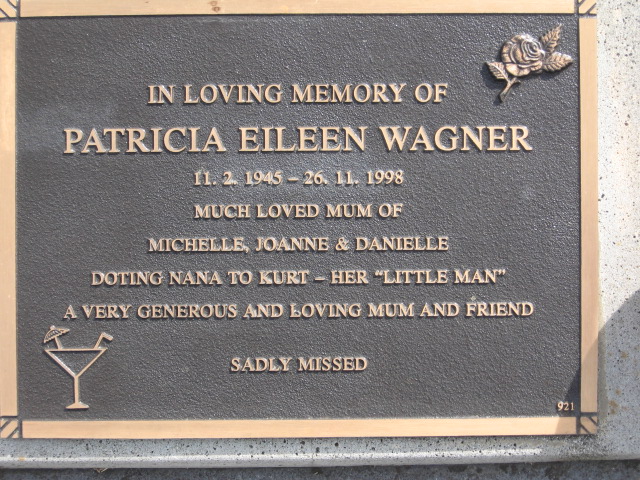 IN LOVING MEMORY OF
PATRICIA EILEEN WAGNER
11. 2. 1945 – 26. 11. 1998
MUCH LOVED MUM OF
MICHELLE, JOANNE & DANIELLE
DOTING NANA TO KURT – HER “LITTLE MAN”
A VERY GENEROUS AND LOVING MUM AND FRIEND
SADLY MISSED
921